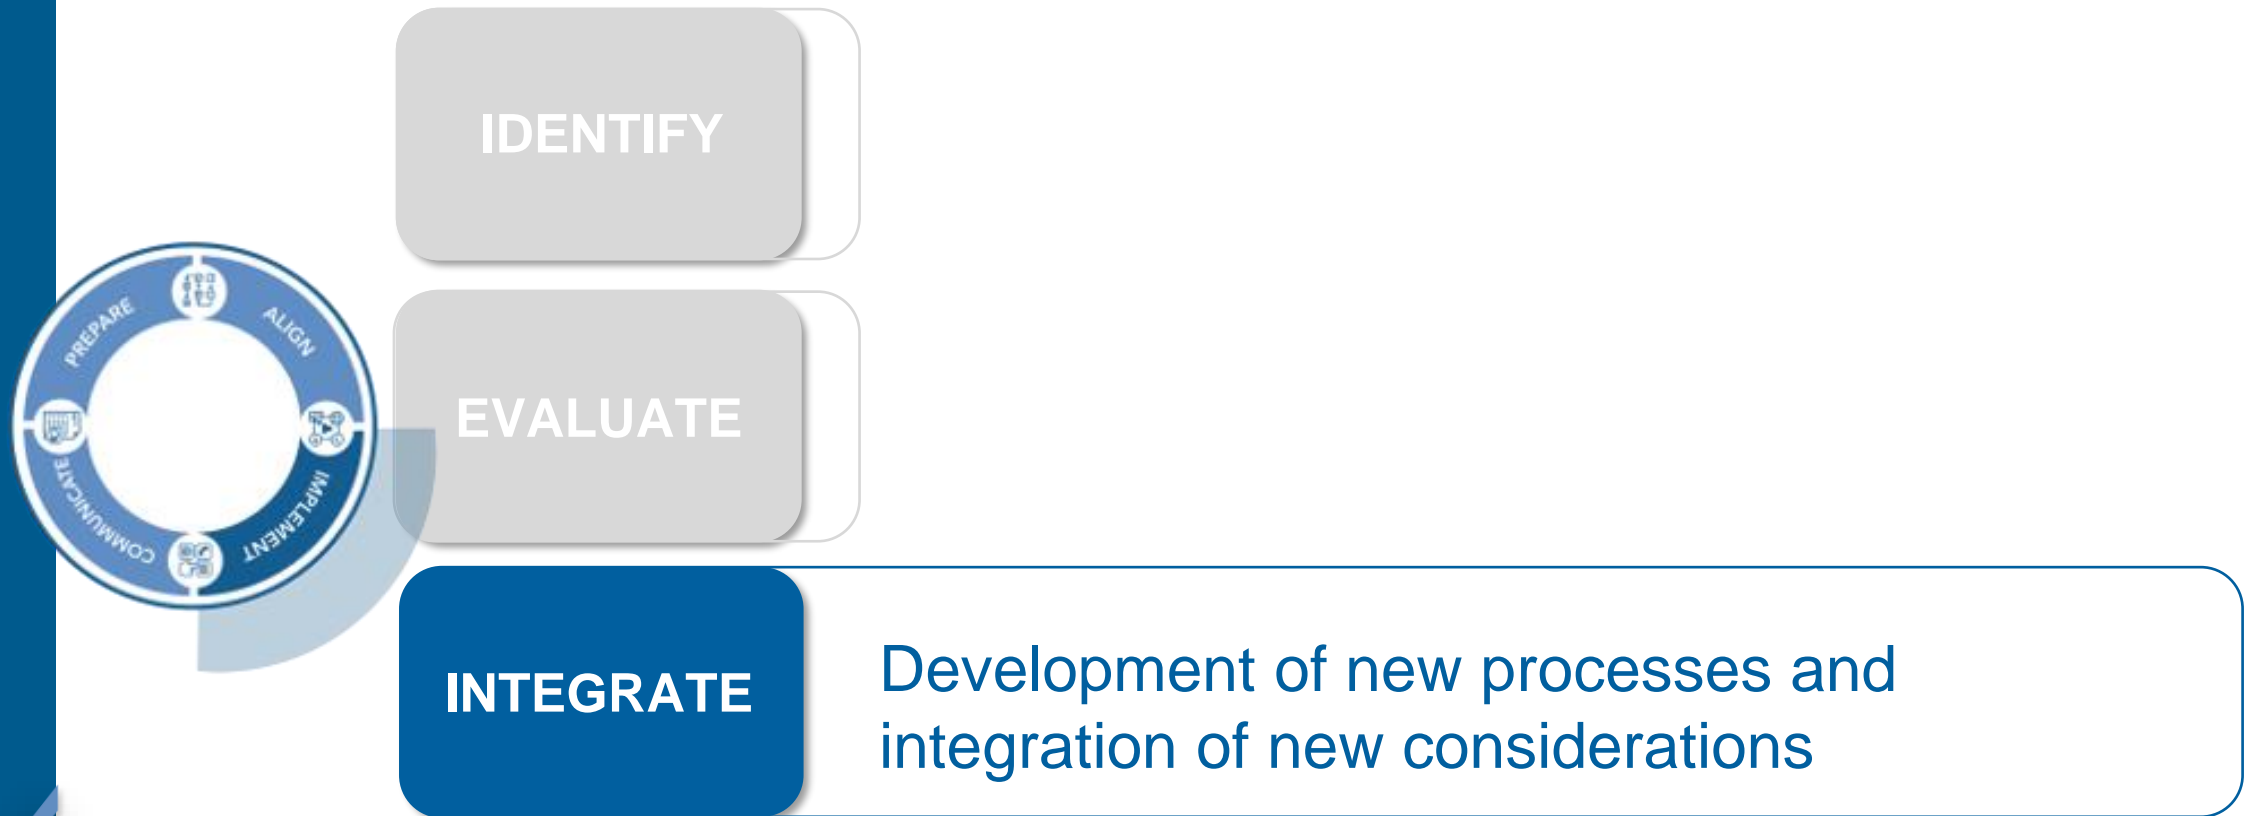 IDENTIFY
PREPARE
ALIGN
EVALUATE
COMMUNICATE
IMPLEMENT
INTEGRATE
Development of new processes and
integration of new considerations